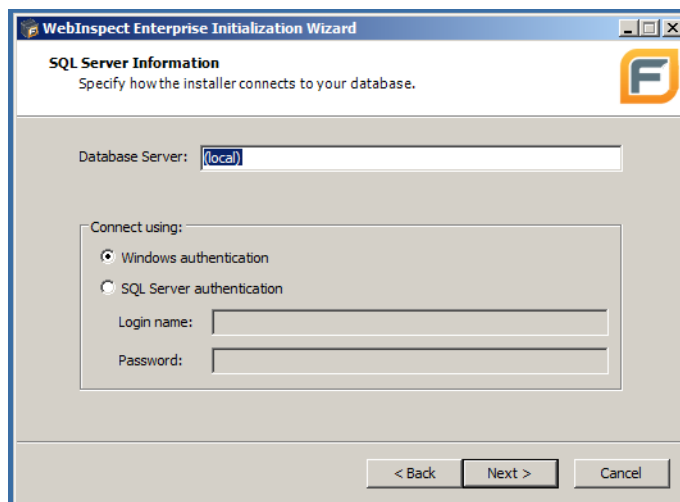 WebInspect Enterprise Initialization Wizard
SQL Server Information
Specify how the installer connects to your database.
F
Database Server: (local)
Connect using:
Windows authentication
SQL Server authentication
Login name:
Password:
< Back Next > Cancel